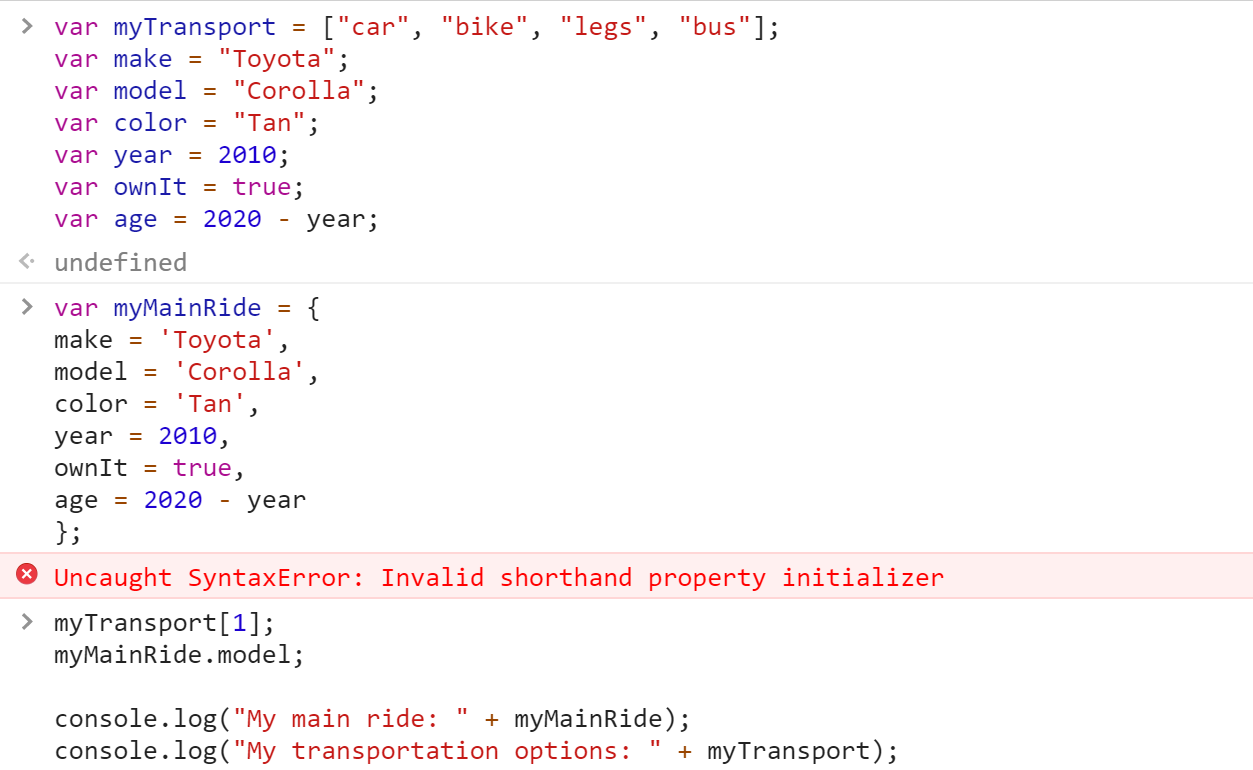 > var myTransport = ["car", "bike", "legs", "bus"];
var make = "Toyota";
var model = "Corolla";
var color = "Tan";
var year = 2010;
var ownIt = true;
var age = 2020 - year;
undefined
> var myMainRide = {
make = 'Toyota',
model = 'Corolla',
color = 'Tan',
year = 2010,
ownIt = true,
age = 2020 - year
};
Uncaught SyntaxError: Invalid shorthand property initializer
> myTransport[1];
myMainRide.model;
console.log("My main ride: " + myMainRide);
console.log("My transportation options: " + myTransport);